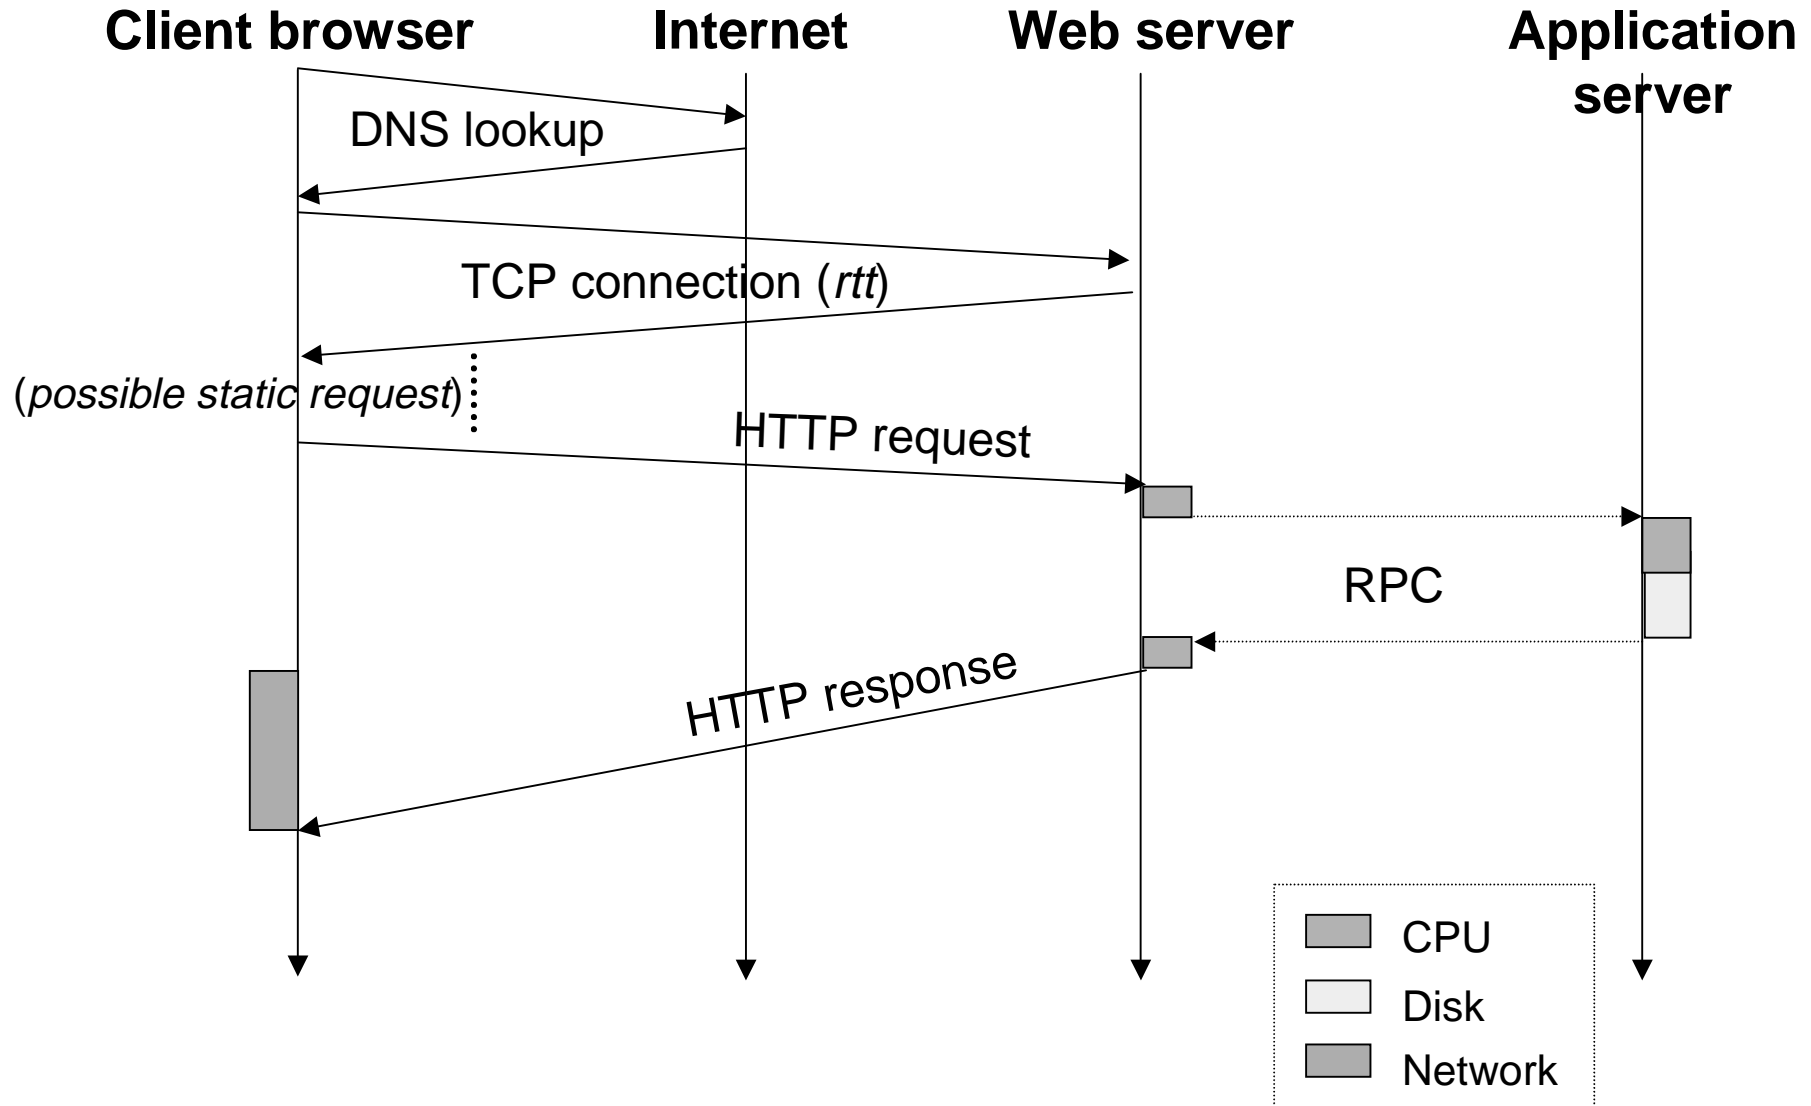 Client browser
Internet
Web server
Application
server
DNS lookup
TCP connection (rtt)
(possible static request)
HTTP request
RPC
HTTP response
CPU
Disk
Network